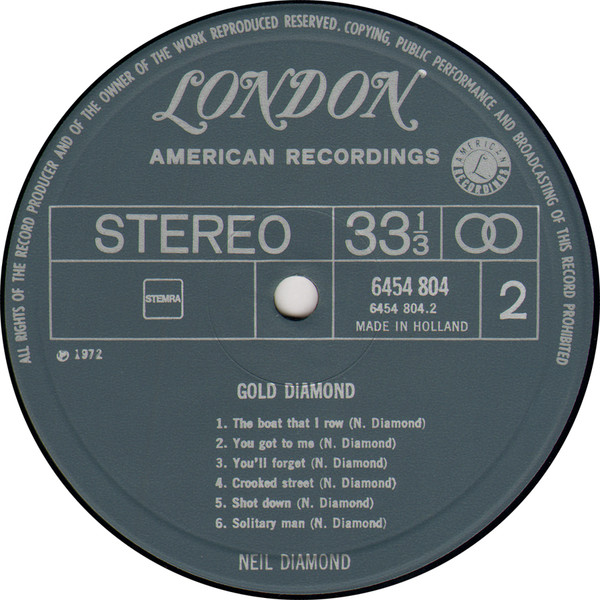 ALL RIGHTS OF THE RECORD PRODUCER AND OF THE OWNER OF THE WORK REPRODUCED RESERVED. COPYING, PUBLIC PERFORMANCE AND BROADCASTING OF THIS RECORD PROHIBITED
LONDON
AMERICAN RECORDINGS
AMERICAN
L
RECORDINGS
STEREO
33 1/3
STEMRA
6454 804
6454 804.2
MADE IN HOLLAND
2
℗ 1972
GOLD DIAMOND
1. The boat that I row (N. Diamond)
2. You got to me (N. Diamond)
3. You'll forget (N. Diamond)
4. Crooked street (N. Diamond)
5. Shot down (N. Diamond)
6. Solitary man (N. Diamond)
NEIL DIAMOND